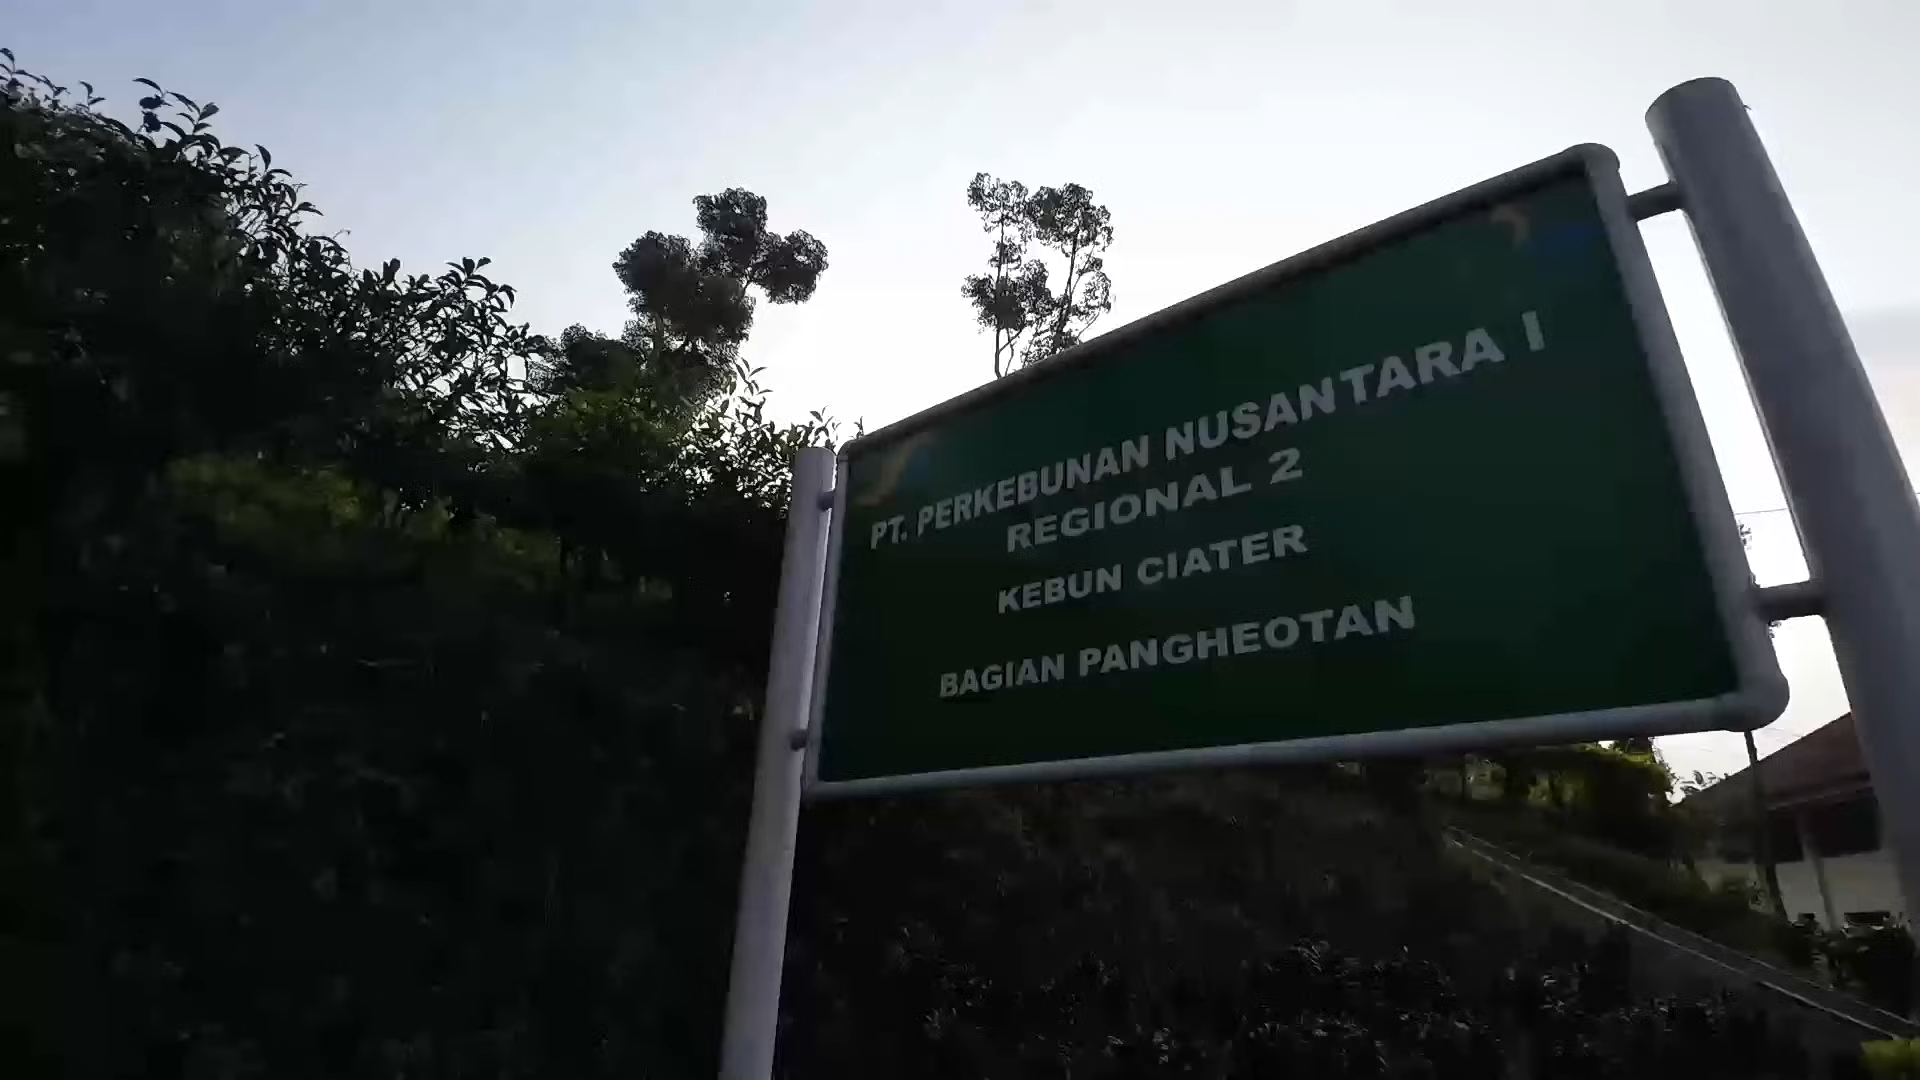 PT. PERKEBUNAN NUSANTARA I
REGIONAL 2
KEBUN CIATER
BAGIAN PANGHEOTAN